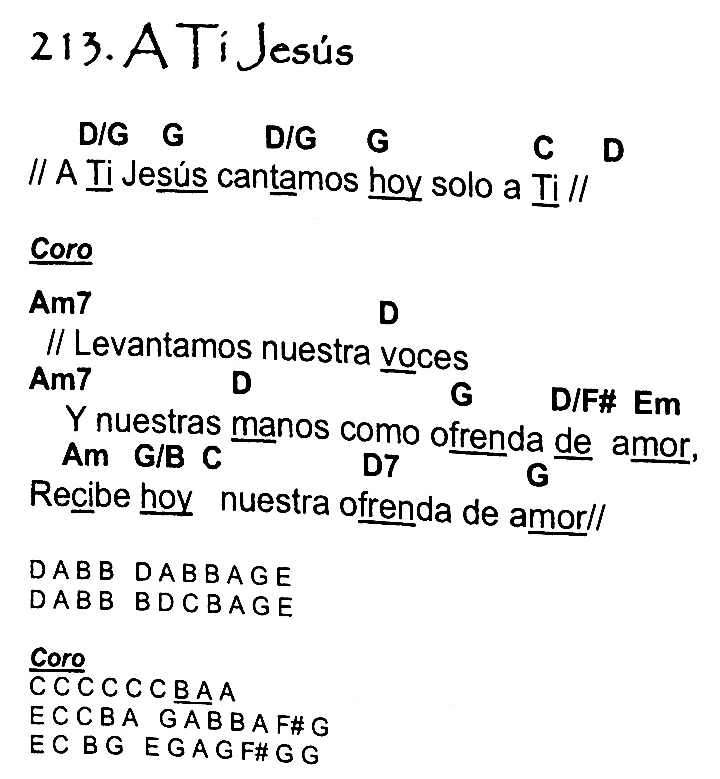 213. A Ti Jesús
D/G G D/G G C D
// A Ti Jesús cantamos hoy solo a Ti //
Coro
Am7 D
// Levantamos nuestra voces
Am7 D G D/F# Em
Y nuestras manos como ofrenda de amor,
Am G/B C D7 G
Recibe hoy nuestra ofrenda de amor//
D A B B D A B B A G E
D A B B B D C B A G E
Coro
C C C C C C B A A
E C C B A G A B B A F# G
E C B G E G A G F# G G